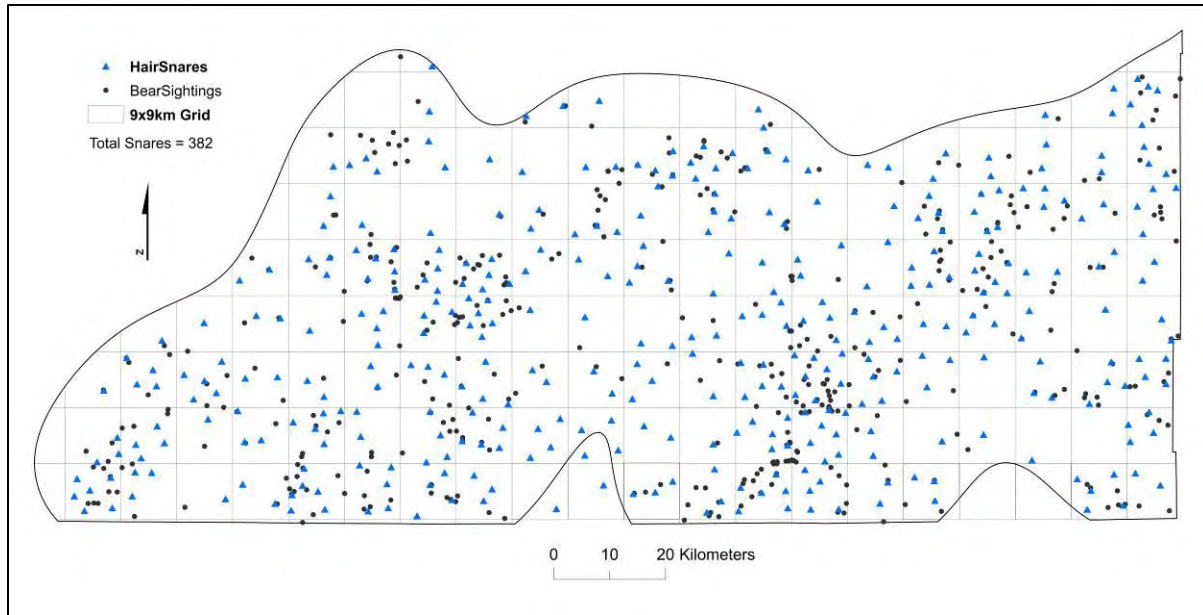 HairSnares
BearSightings
9x9km Grid
Total Snares = 382
N
0 10 20 Kilometers